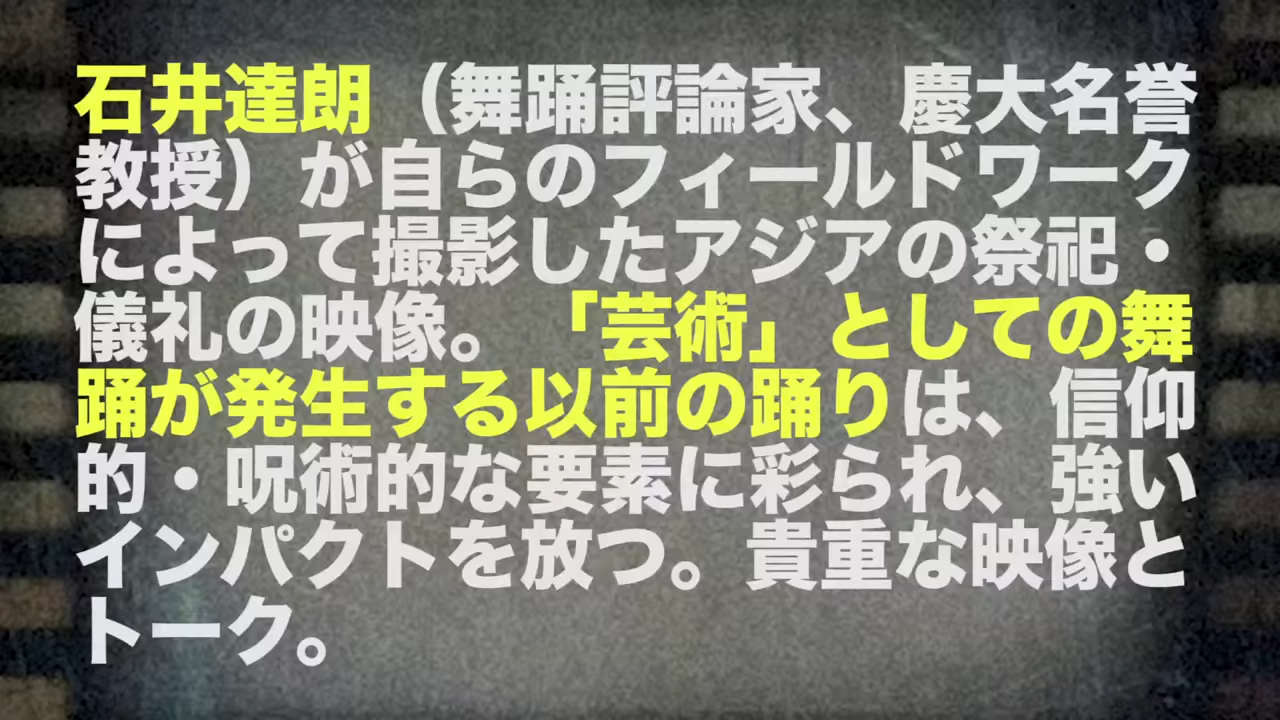 石井達朗（舞踊評論家、慶大名誉
教授）が自らのフィールドワーク
によって撮影したアジアの祭祀・
儀礼の映像。「芸術」としての舞
踊が発生する以前の踊りは、信仰
的・呪術的な要素に彩られ、強い
インパクトを放つ。貴重な映像と
トーク。